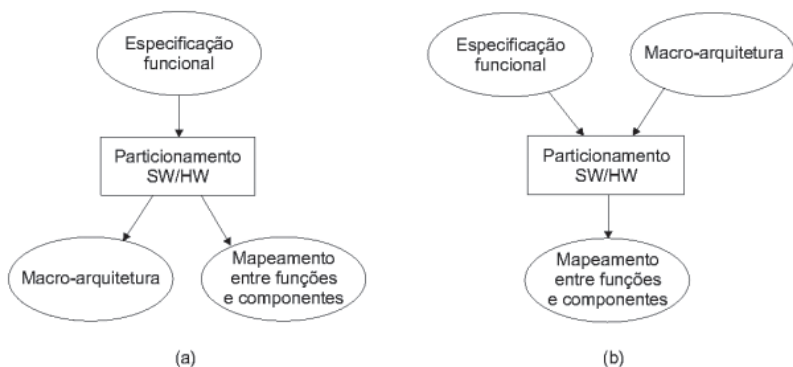 Especificação
funcional
Particionamento
SW/HW
Macro-arquitetura
Mapeamento
entre funções
e componentes
(a)
Especificação
funcional
Macro-arquitetura
Particionamento
SW/HW
Mapeamento
entre funções
e componentes
(b)